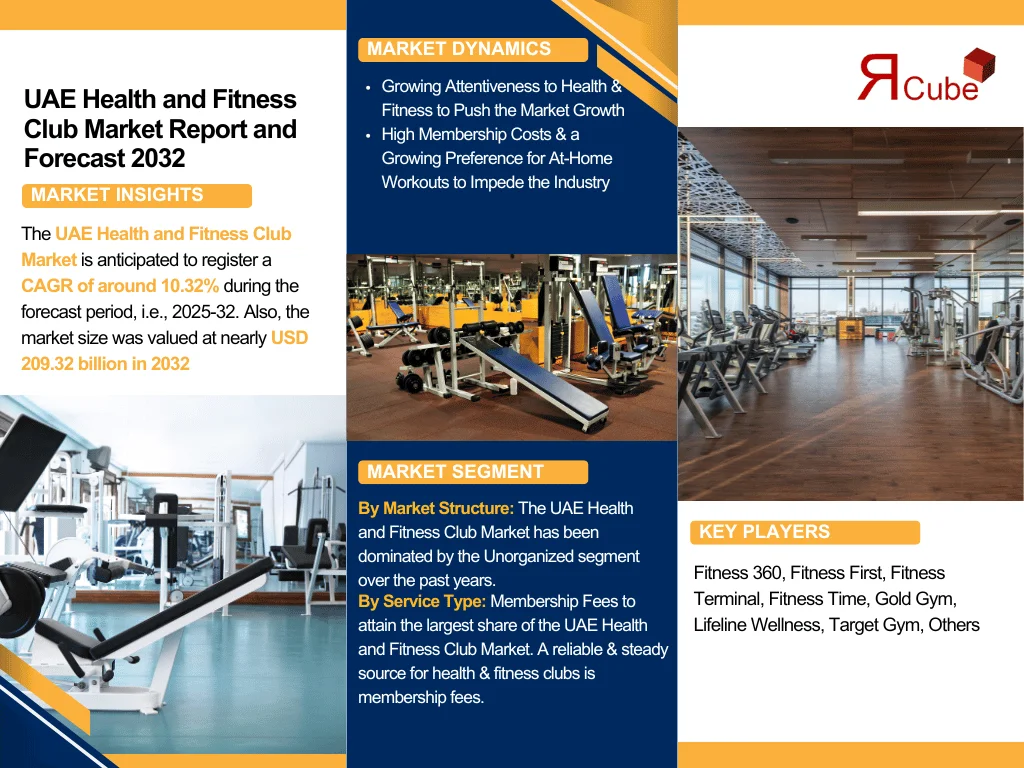 UAE Health and Fitness
Club Market Report and
Forecast 2032
MARKET INSIGHTS
The UAE Health and Fitness Club
Market is anticipated to register a
CAGR of around 10.32% during the
forecast period, i.e., 2025-32. Also, the
market size was valued at nearly USD
209.32 billion in 2032
MARKET DYNAMICS
• Growing Attentiveness to Health &
Fitness to Push the Market Growth
• High Membership Costs & a
Growing Preference for At-Home
Workouts to Impede the Industry
MARKET SEGMENT
By Market Structure: The UAE Health
and Fitness Club Market has been
dominated by the Unorganized segment
over the past years.
By Service Type: Membership Fees to
attain the largest share of the UAE Health
and Fitness Club Market. A reliable & steady
source for health & fitness clubs is
membership fees.
ЯCube
KEY PLAYERS
Fitness 360, Fitness First, Fitness
Terminal, Fitness Time, Gold Gym,
Lifeline Wellness, Target Gym, Others